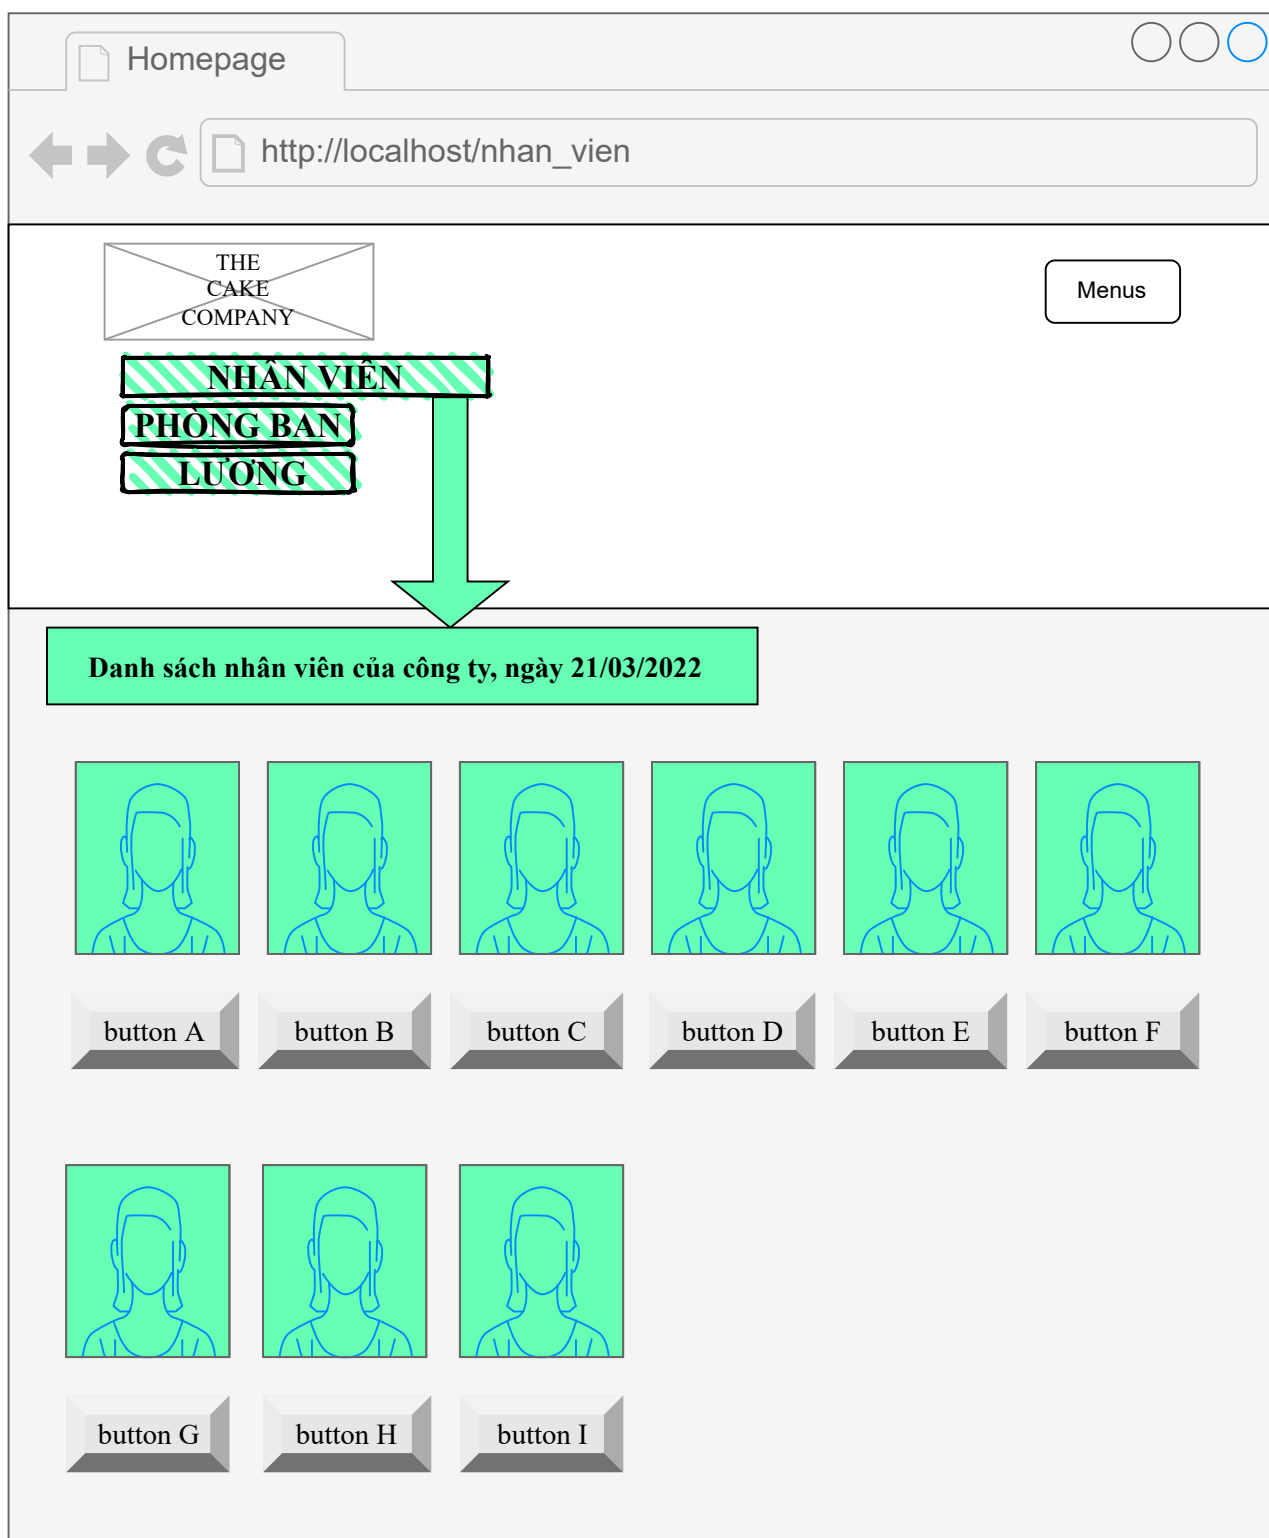 Homepage
http://localhost/nhan_vien
THE
CAKE
COMPANY
Menus
NHÂN VIÊN
PHÒNG BAN
LƯƠNG
Danh sách nhân viên của công ty, ngày 21/03/2022
button A
button B
button C
button D
button E
button F
button G
button H
button I